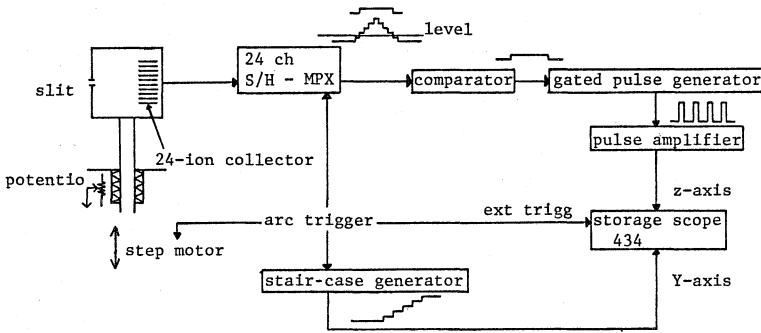 level
24 ch
S/H - MPX
comparator
gated pulse generator
slit
24-ion collector
pulse amplifier
potentio
z-axis
arc trigger
ext trigg
storage scope
434
step motor
stair-case generator
Y-axis